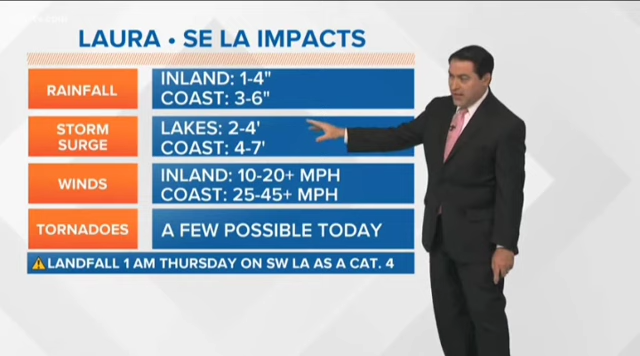 LAURA • SE LA IMPACTS
RAINFALL
INLAND: 1-4"
COAST: 3-6"
STORM
SURGE
LAKES: 2-4'
COAST: 4-7'
WINDS
INLAND: 10-20+ MPH
COAST: 25-45+ MPH
TORNADOES
A FEW POSSIBLE TODAY
LANDFALL 1 AM THURSDAY ON SW LA AS A CAT. 4